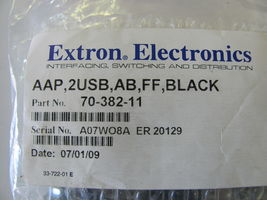 Extron Electronics
INTERFACING, SWITCHING AND DISTRIBUTION
AAP,2USB,AB,FF,BLACK
Part No. 70-382-11
Serial No. A07WO8A ER 20129
Date: 07/01/09
33-722-01 E